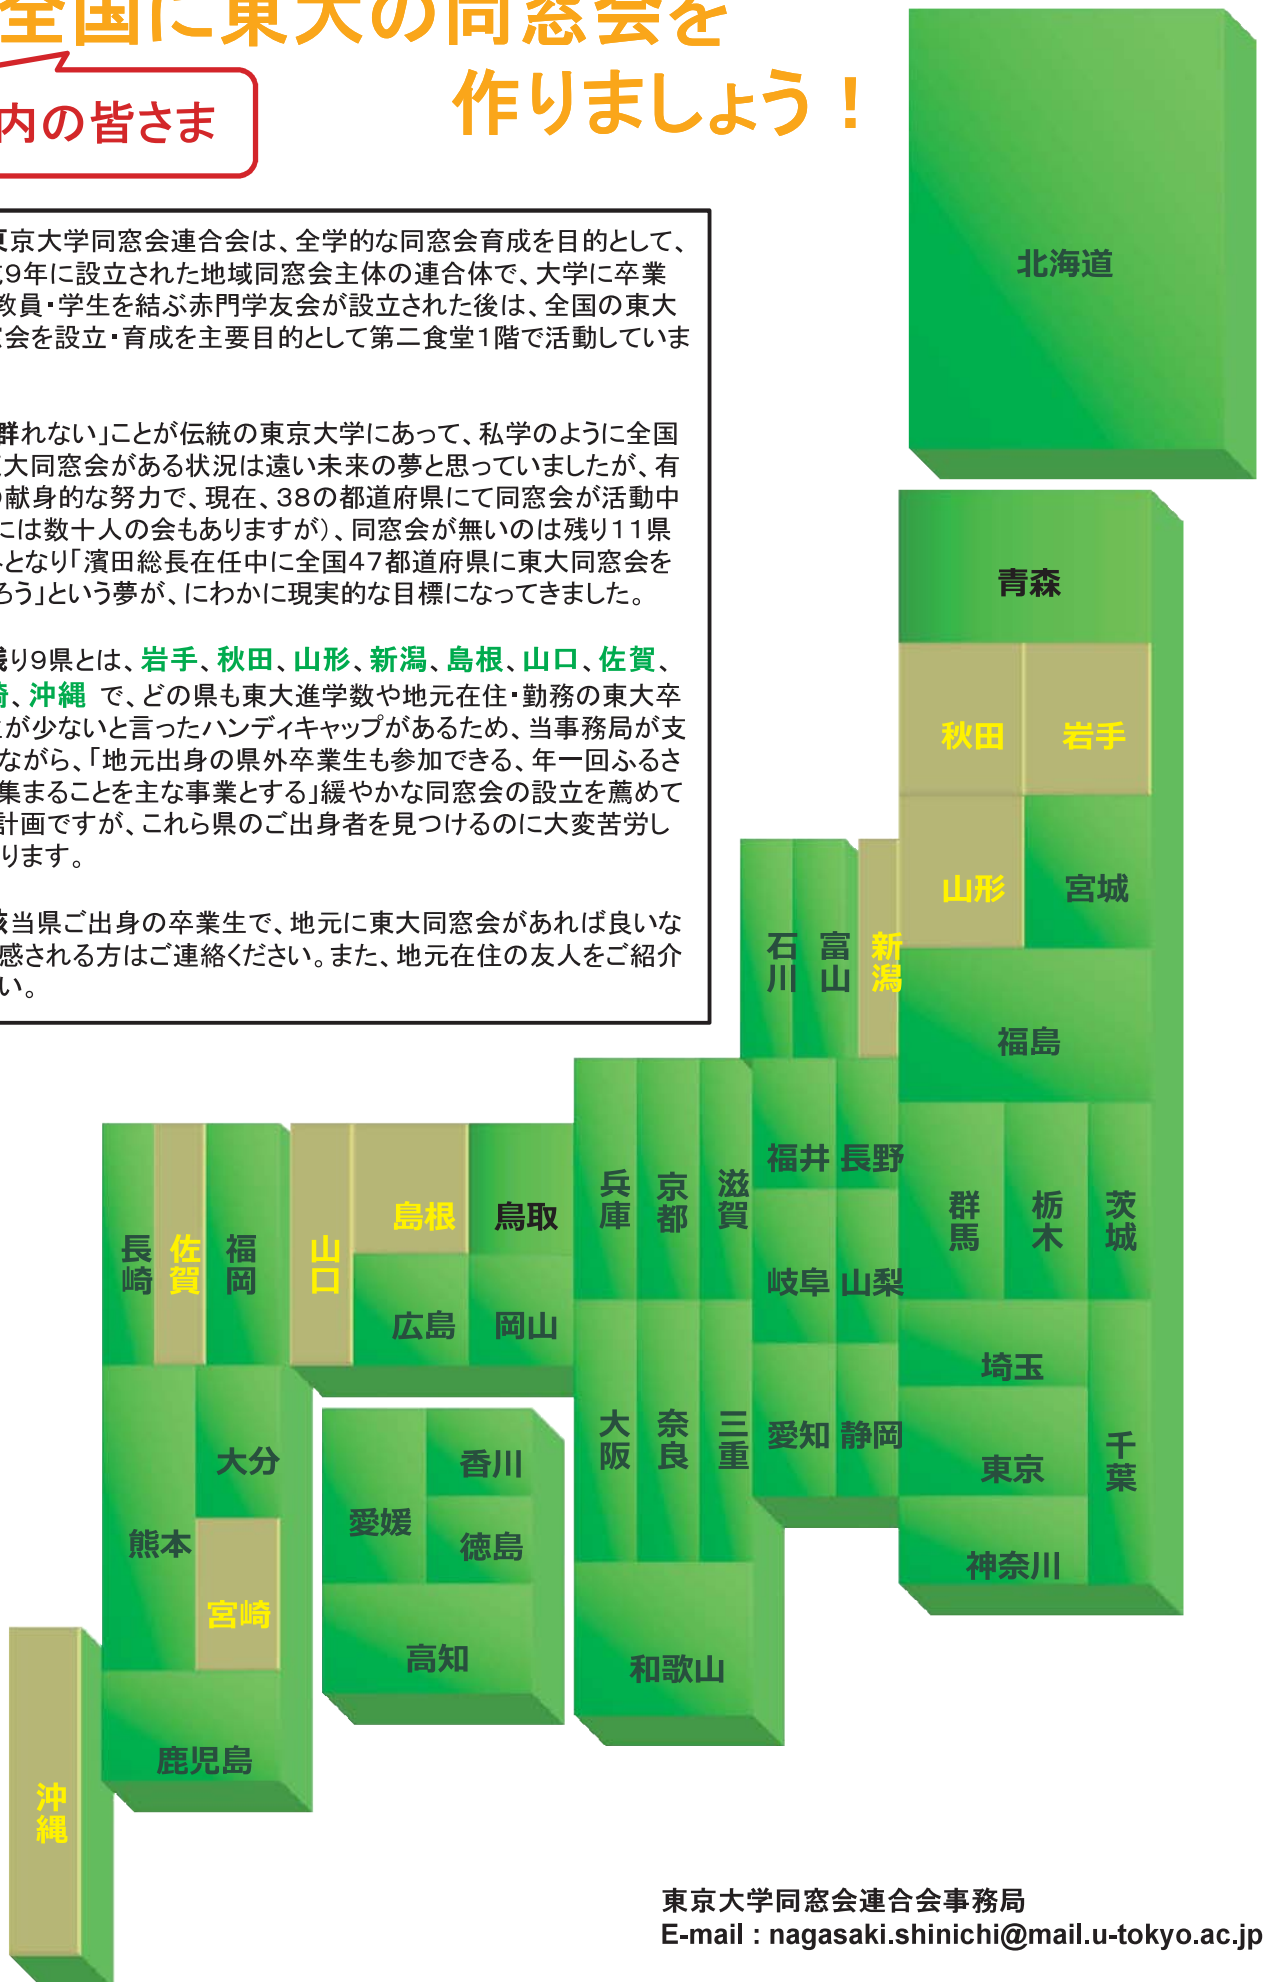 全国に東大の同窓会を
作りましょう！
内の皆さま
京大学同窓会連合会は、全学的な同窓会育成を目的として、
9年に設立された地域同窓会主体の連合体で、大学に卒業
教員・学生を結ぶ赤門学友会が設立された後は、全国の東大
会を設立・育成を主要目的として第二食堂1階で活動していま
群れない」ことが伝統の東京大学にあって、私学のように全国
大同窓会がある状況は遠い未来の夢と思っていましたが、有
献身的な努力で、現在、38の都道府県にて同窓会が活動中
には数十人の会もありますが）、同窓会が無いのは残り11県
となり「濱田総長在任中に全国47都道府県に東大同窓会を
ろう」という夢が、にわかに現実的な目標になってきました。
り9県とは、岩手、秋田、山形、新潟、島根、山口、佐賀、
、沖縄 で、どの県も東大進学数や地元在住・勤務の東大卒
が少ないと言ったハンディキャップがあるため、当事務局が支
ながら、「地元出身の県外卒業生も参加できる、年一回ふるさ
集まることを主な事業とする」緩やかな同窓会の設立を薦めて
計画ですが、これら県のご出身者を見つけるのに大変苦労し
ります。
当県ご出身の卒業生で、地元に東大同窓会があれば良いな
感される方はご連絡ください。また、地元在住の友人をご紹介
い。
北海道
青森
秋田
岩手
山形
宮城
石川
富山
新潟
福島
福井
長野
兵庫
京都
滋賀
群馬
栃木
茨城
長崎
佐賀
福岡
山口
島根
鳥取
岐阜
山梨
広島
岡山
埼玉
大阪
奈良
三重
愛知
静岡
東京
千葉
大分
香川
愛媛
徳島
熊本
神奈川
宮崎
高知
和歌山
鹿児島
沖縄
東京大学同窓会連合会事務局
E-mail : nagasaki.shinichi@mail.u-tokyo.ac.jp